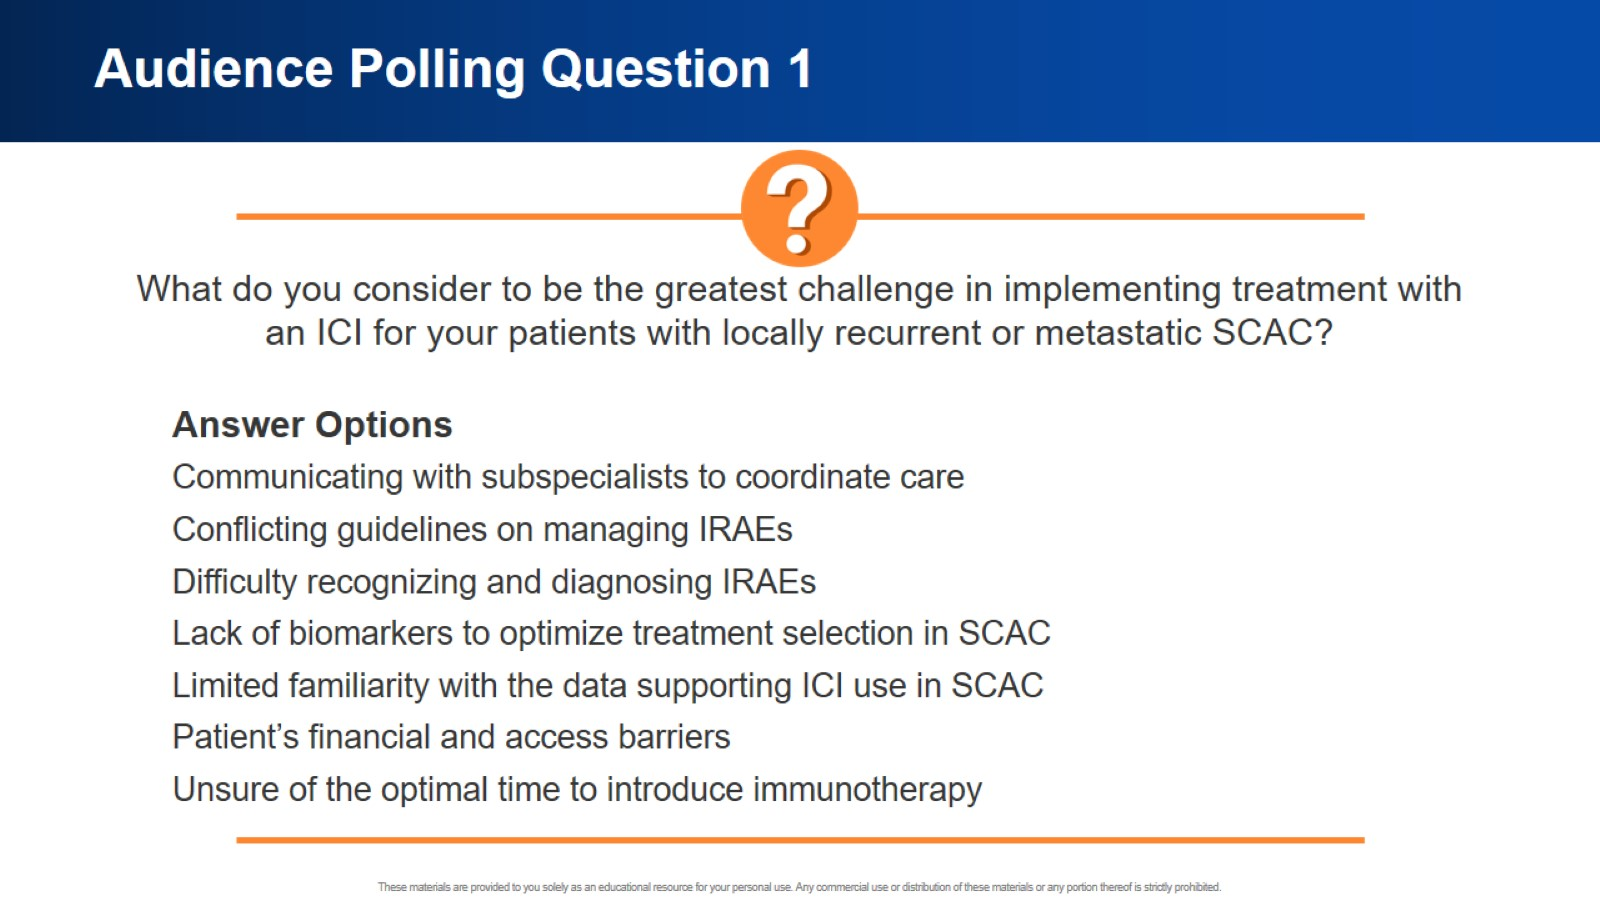 Audience Polling Question 1
?
What do you consider to be the greatest challenge in implementing treatment with
an ICI for your patients with locally recurrent or metastatic SCAC?
Answer Options
Communicating with subspecialists to coordinate care
Conflicting guidelines on managing IRAEs
Difficulty recognizing and diagnosing IRAEs
Lack of biomarkers to optimize treatment selection in SCAC
Limited familiarity with the data supporting ICI use in SCAC
Patient’s financial and access barriers
Unsure of the optimal time to introduce immunotherapy
These materials are provided to you solely as an educational resource for your personal use. Any commercial use or distribution of these materials or any portion thereof is strictly prohibited.